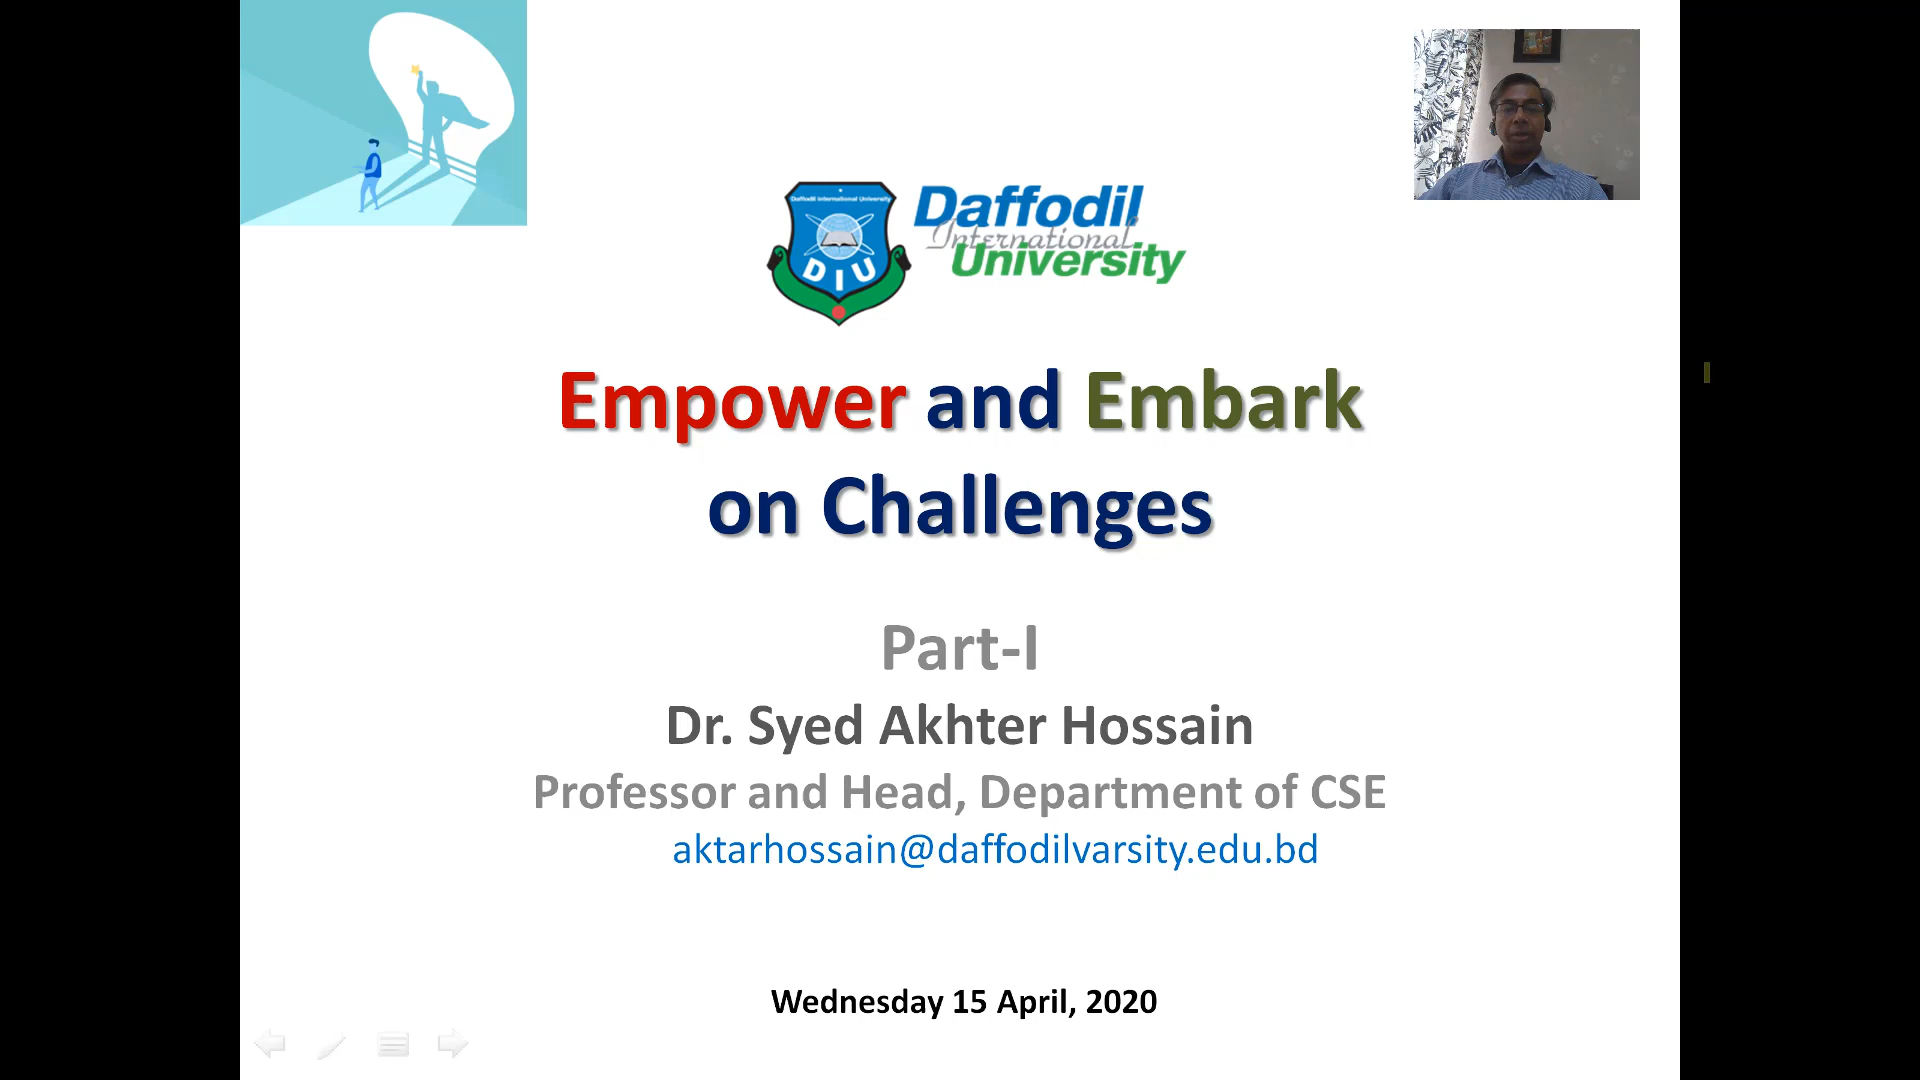 Daffodil International University
DIU
Daffodil
International
University
Empower and Embark
on Challenges
Part-I
Dr. Syed Akhter Hossain
Professor and Head, Department of CSE
aktarhossain@daffodilvarsity.edu.bd
Wednesday 15 April, 2020